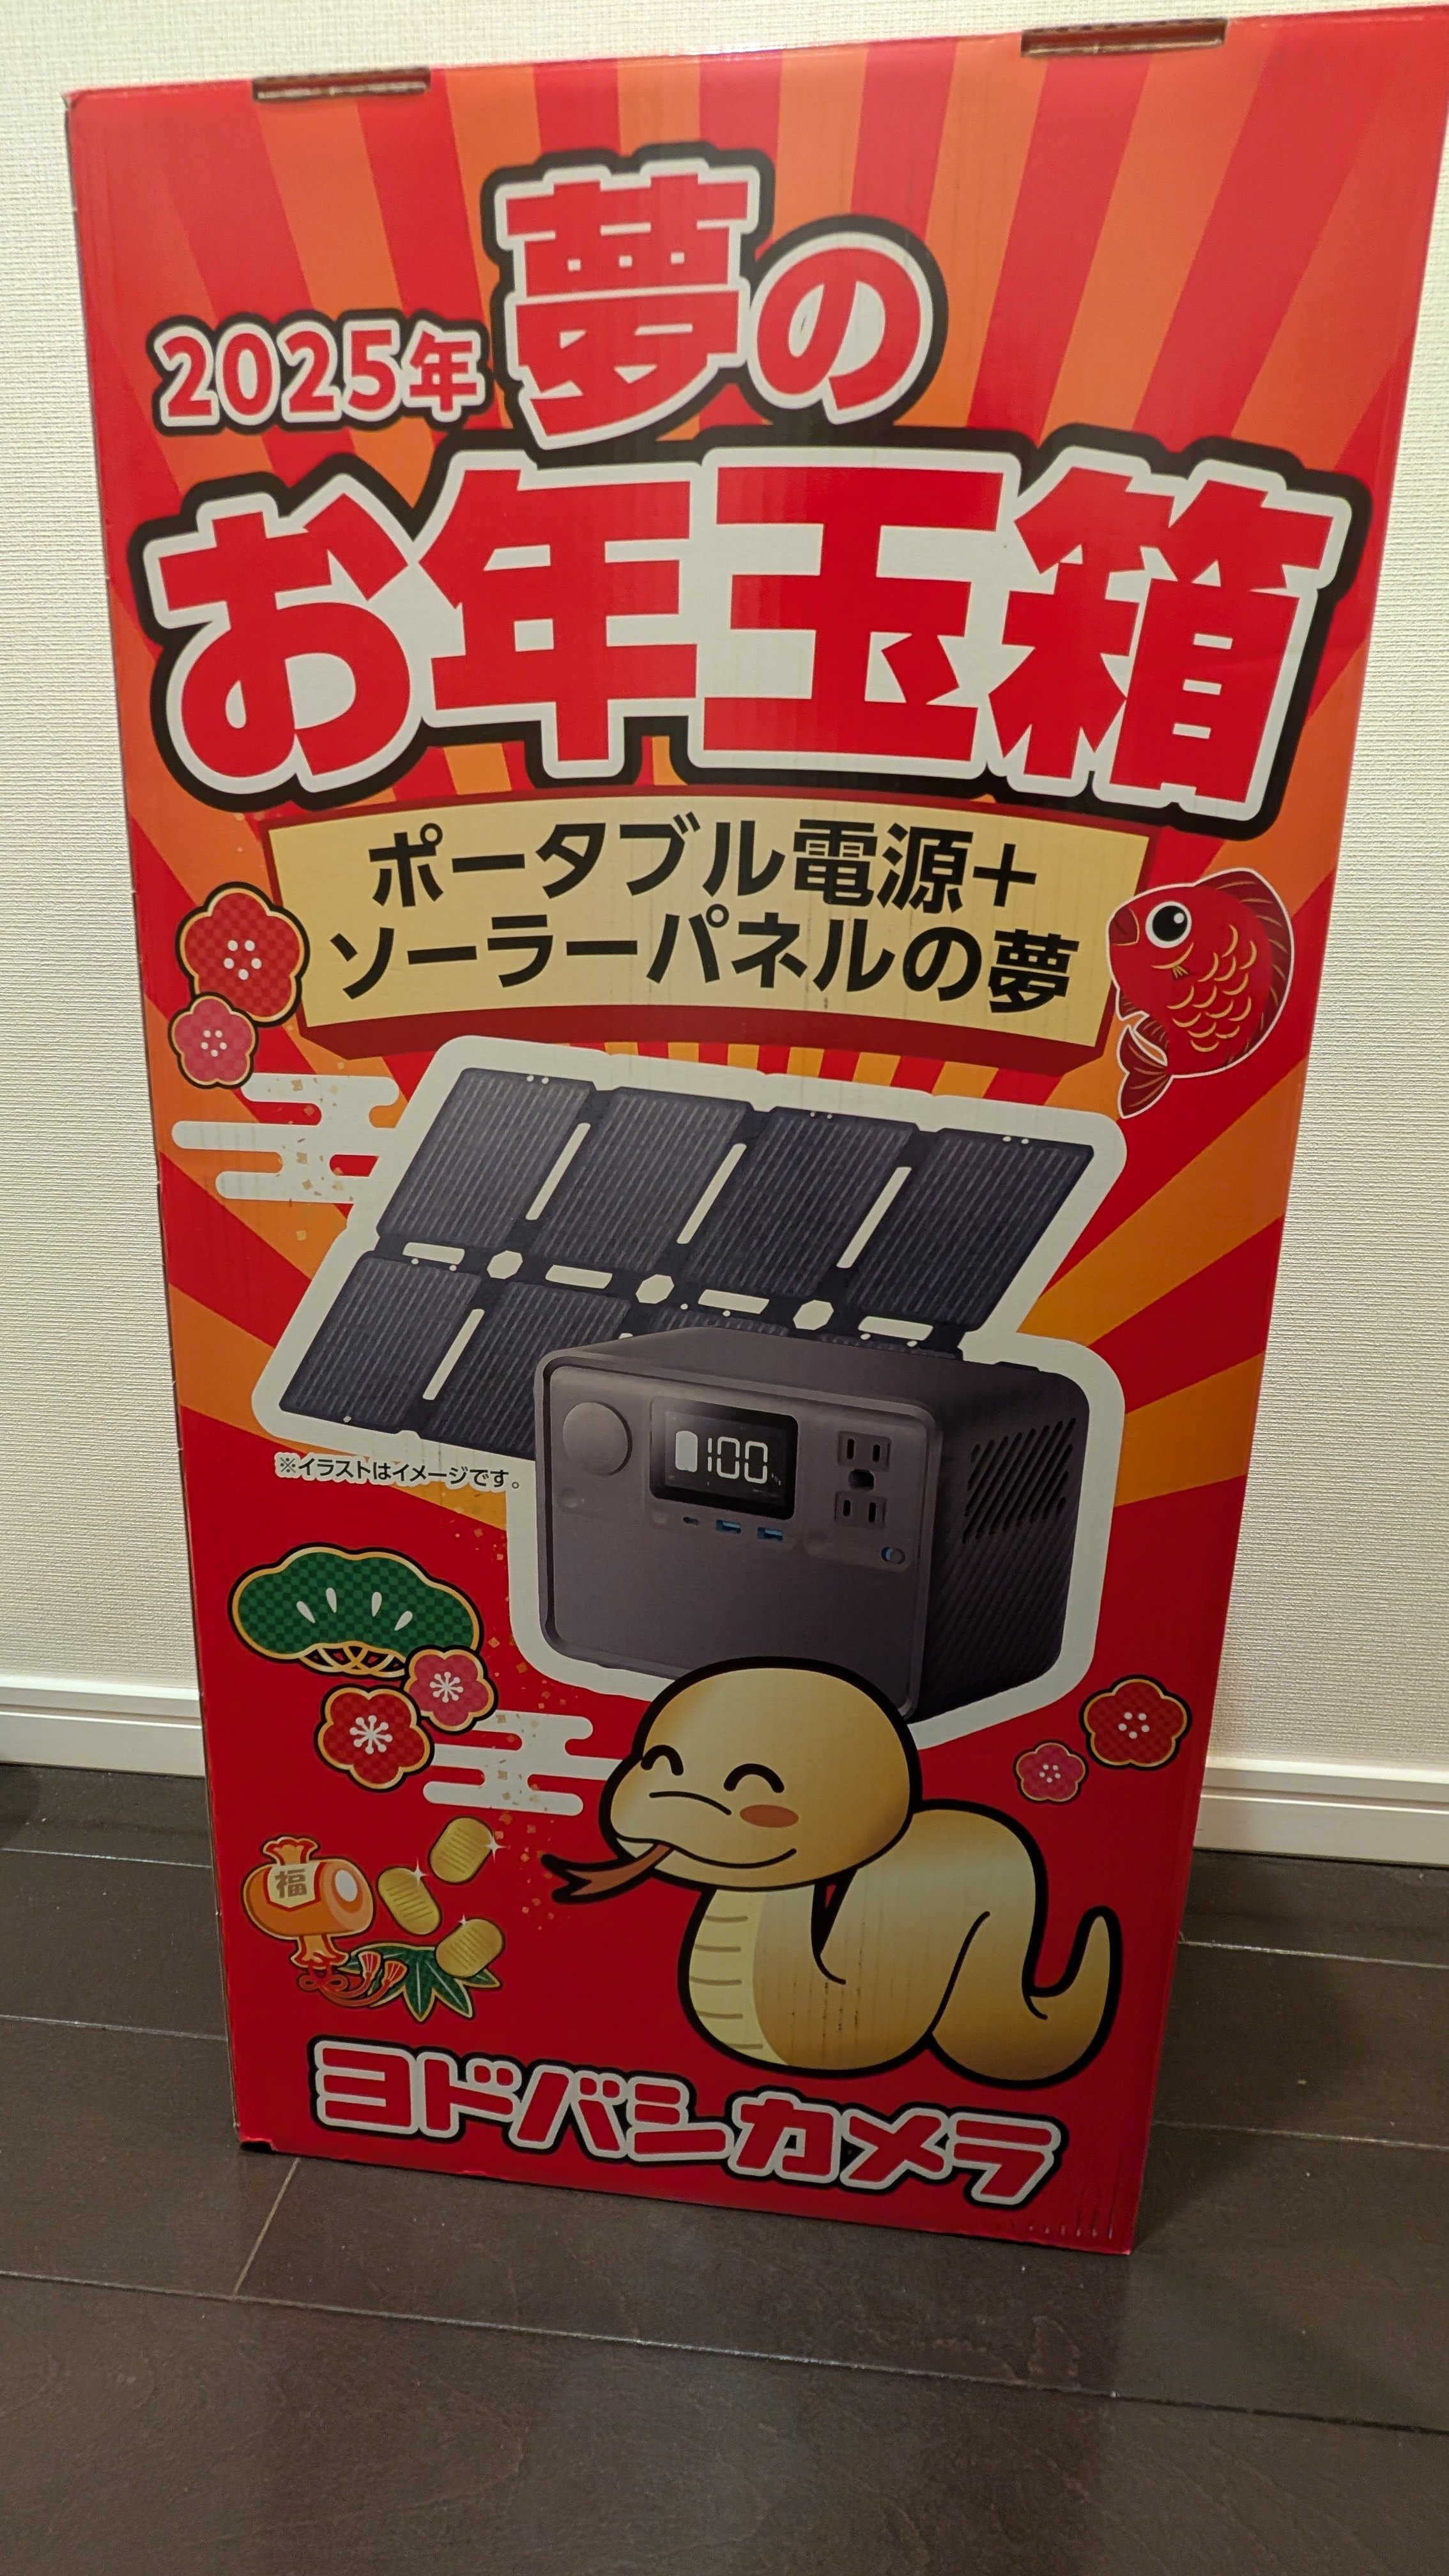 夢の
2025年
お年玉箱
ポータブル電源+
ソーラーパネルの夢
100
※イラストはイメージです。
福
ヨドバシカメラ